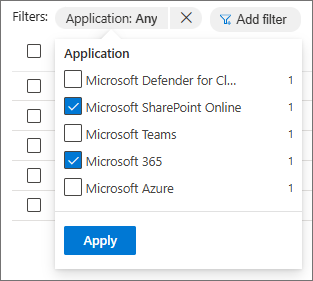 Filters: Application: Any Add filter
Application
Microsoft Defender for Cl... 1
Microsoft SharePoint Online 1
Microsoft Teams 1
Microsoft 365 1
Microsoft Azure 1
Apply